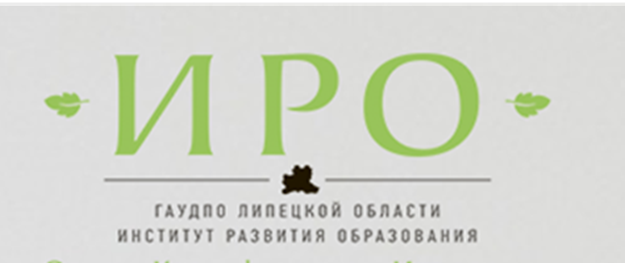 ИРО
ГАУДПО ЛИПЕЦКОЙ ОБЛАСТИ
ИНСТИТУТ РАЗВИТИЯ ОБРАЗОВАНИЯ